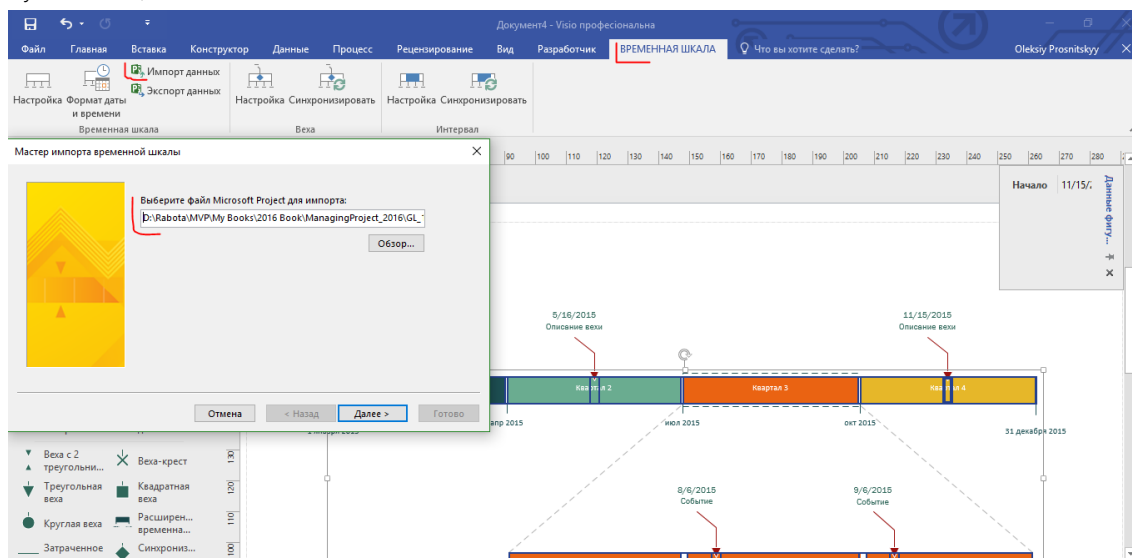 Документ4 - Visio професіональна
Файл Главная Вставка Конструктор Данные Процесс Рецензирование Вид Разработчик ВРЕМЕННАЯ ШКАЛА Что вы хотите сделать? Oleksiy Prosnitskyy
Импорт данных
Экспорт данных
Настройка Формат даты и времени Настройка Синхронизировать Настройка Синхронизировать
Временная шкала Веха Интервал
Мастер импорта временной шкалы
90 100 110 120 130 140 150 160 170 180 190 200 210 220 230 240 250 260 270 280
Выберите файл Microsoft Project для импорта:
D:\Rabota\MVP\My Books\2016 Book\ManagingProject_2016\GL_
Обзор...
Отмена < Назад Далее > Готово
Начало 11/15/
Данные фигу...
5/16/2015
Описание вехи
11/15/2015
Описание вехи
Квартал 2 Квартал 3 Квартал 4
апр 2015 июл 2015 окт 2015
31 декабря 2015
Веха с 2 треугольни...
Веха-крест
Треугольная веха
Квадратная веха
Круглая веха
Расширен... временна...
Затраченное
Синхрониз...
130
120
110
100
8/6/2015
Событие
9/6/2015
Событие